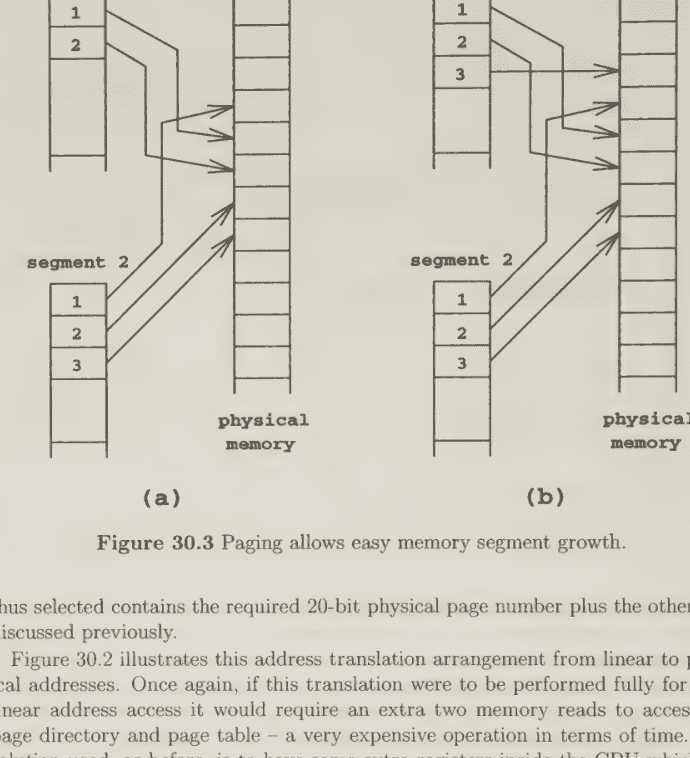 1
2
segment 2
1
2
3
physical
memory
(a)
1
2
3
segment 2
1
2
3
physical
memory
(b)
Figure 30.3 Paging allows easy memory segment growth.
hus selected contains the required 20-bit physical page number plus the other
iscussed previously.
Figure 30.2 illustrates this address translation arrangement from linear to p
cal addresses. Once again, if this translation were to be performed fully for
near address access it would require an extra two memory reads to acces
age directory and page table – a very expensive operation in terms of time.